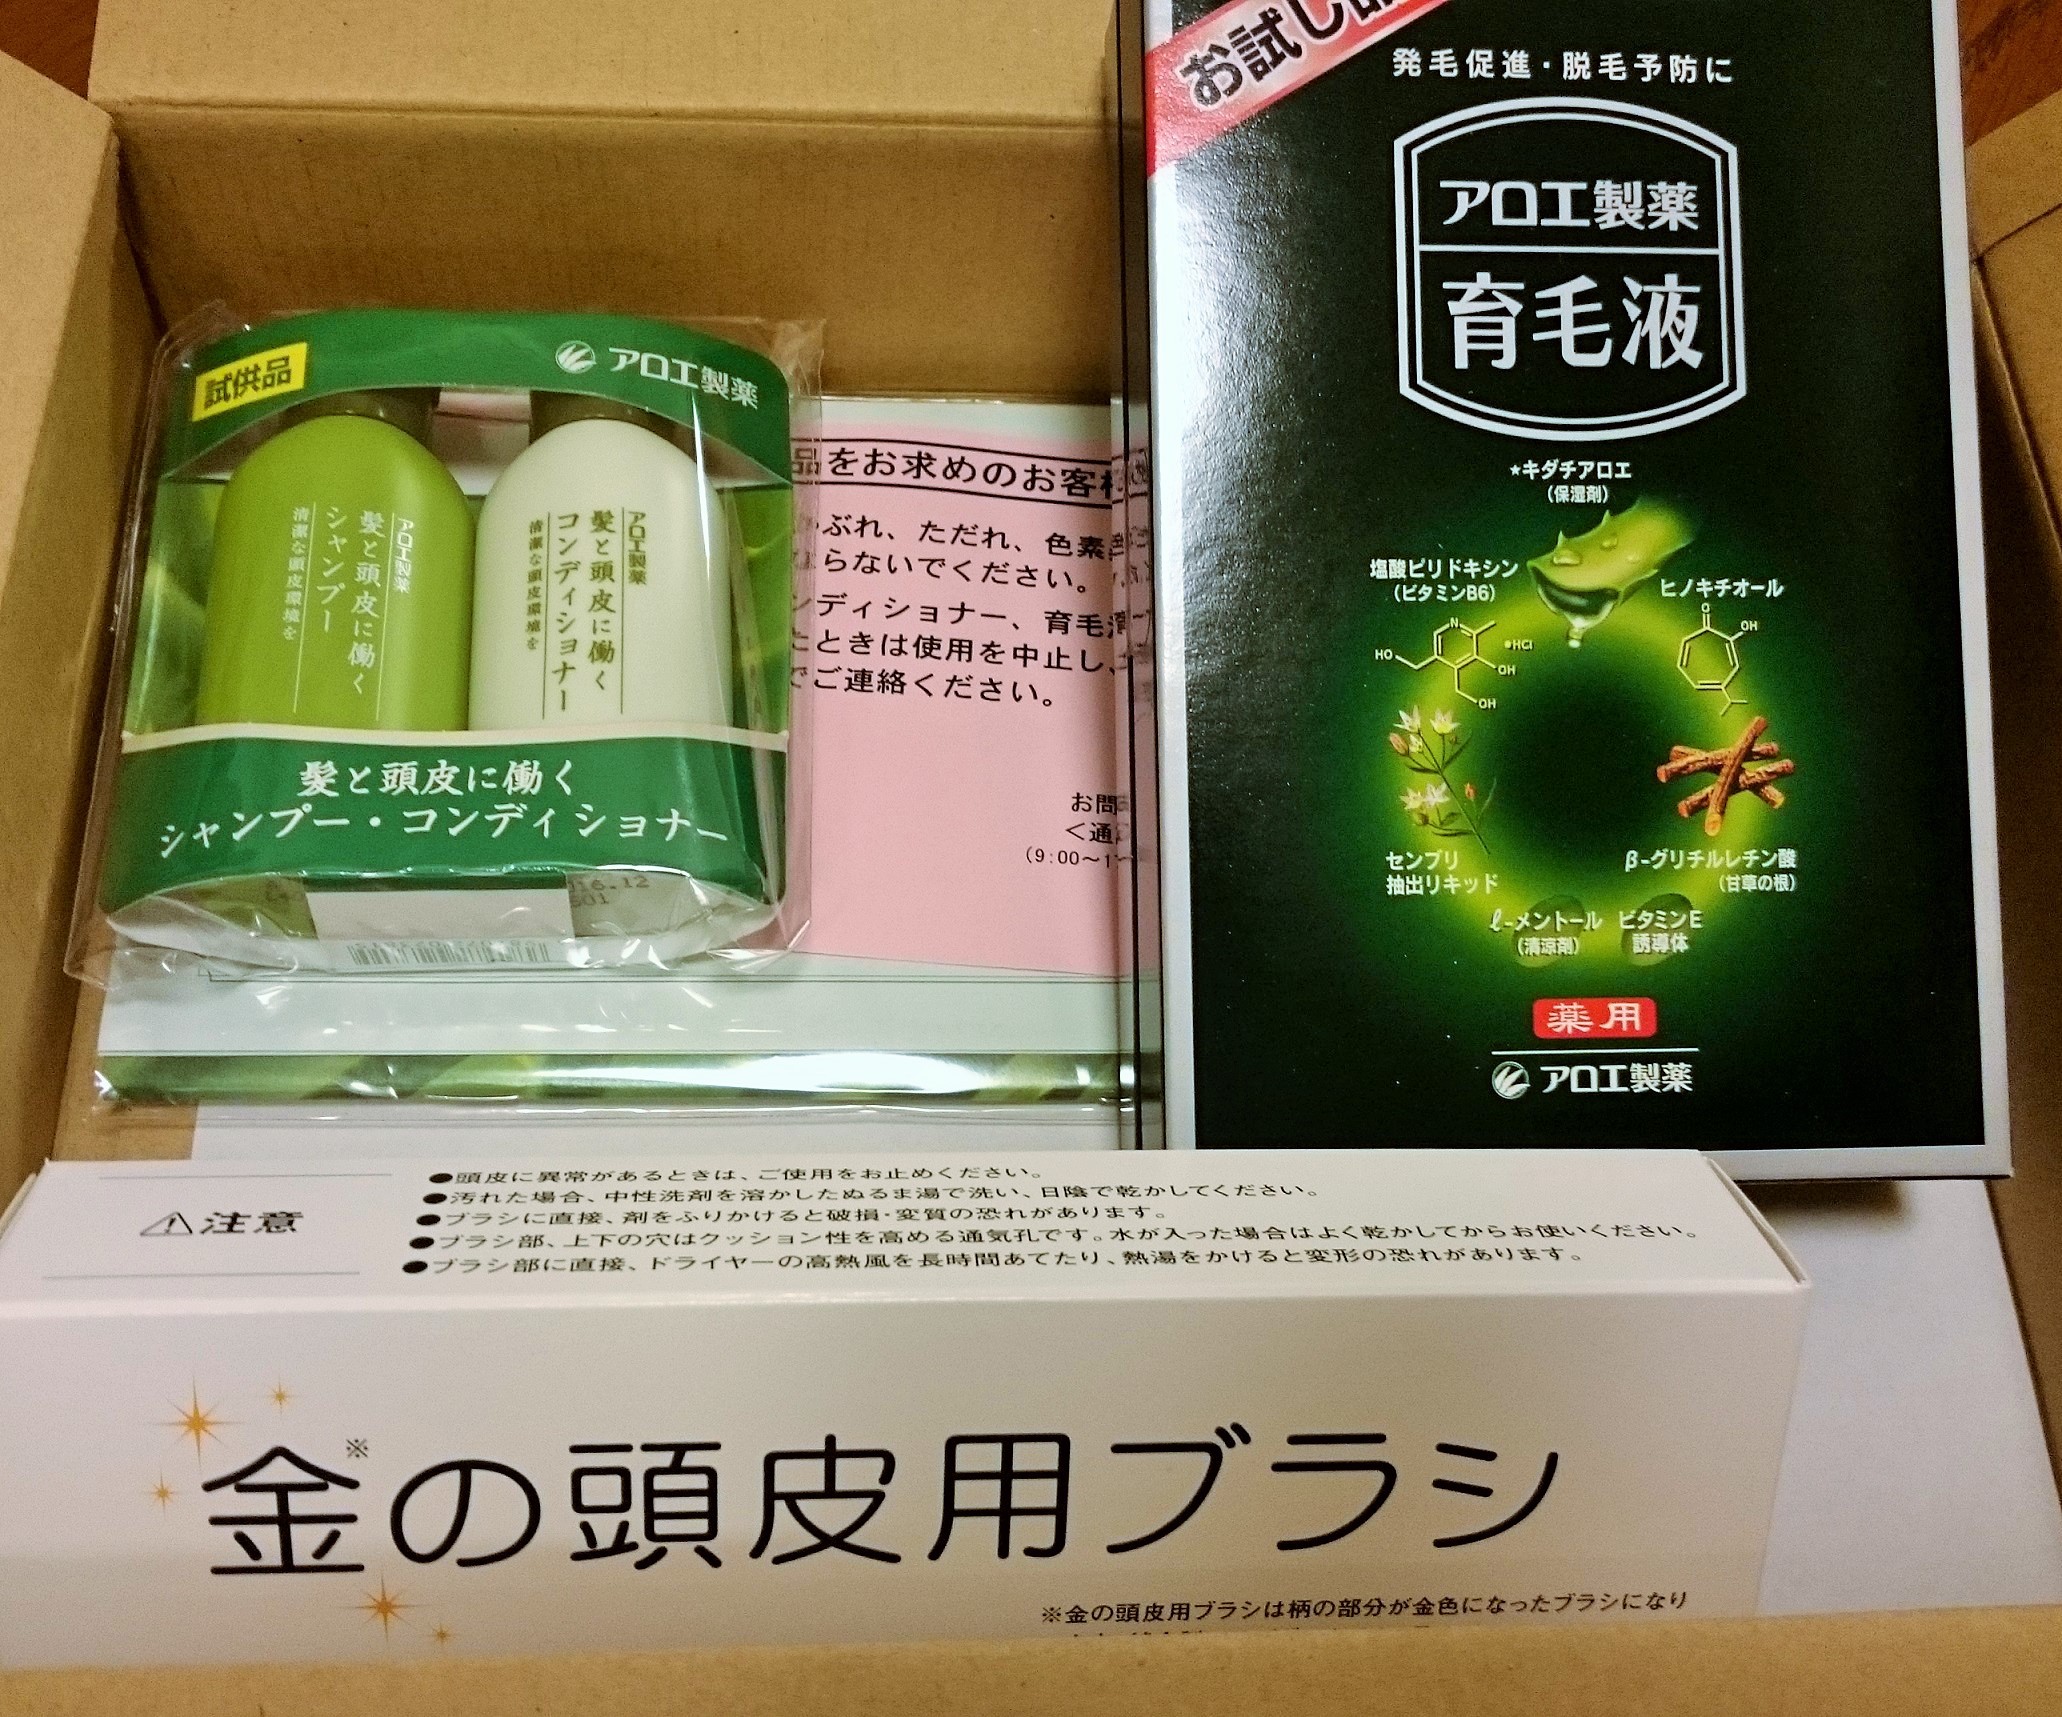 お試し
発毛促進・脱毛予防に
アロエ製薬
育毛液
★キダチアロエ
（保湿剤）
塩酸ピリドキシン
（ビタミンB6）
ヒノキチオール
N
HO
OH
OH
●HCl
O
OH
センブリ
抽出リキッド
β-グリチルレチン酸
（甘草の根）
ℓ-メントール
（清涼剤）
ビタミンE
誘導体
薬用
アロエ製薬
試供品
アロエ製薬
アロエ製薬
髪と頭皮に働く
シャンプー
清潔な頭皮環境を
アロエ製薬
髪と頭皮に働く
コンディショナー
清潔な頭皮環境を
髪と頭皮に働く
シャンプー・コンディショナー
16.12
品をお求めのお客
ぶれ、ただれ、色素
らないでください。
ンディショナー、育毛
ときは使用を中止し、
でご連絡ください。
お問
＜通
（9:00～1
⚠注意
●頭皮に異常があるときは、ご使用をお止めください。
●汚れた場合、中性洗剤を溶かしたぬるま湯で洗い、日陰で乾かしてください。
●ブラシに直接、剤をふりかけると破損・変質の恐れがあります。
●ブラシ部、上下の穴はクッション性を高める通気孔です。水が入った場合はよく乾かしてからお使いください。
●ブラシ部に直接、ドライヤーの高熱風を長時間あてたり、熱湯をかけると変形の恐れがあります。
金※の頭皮用ブラシ
※金の頭皮用ブラシは柄の部分が金色になったブラシになり